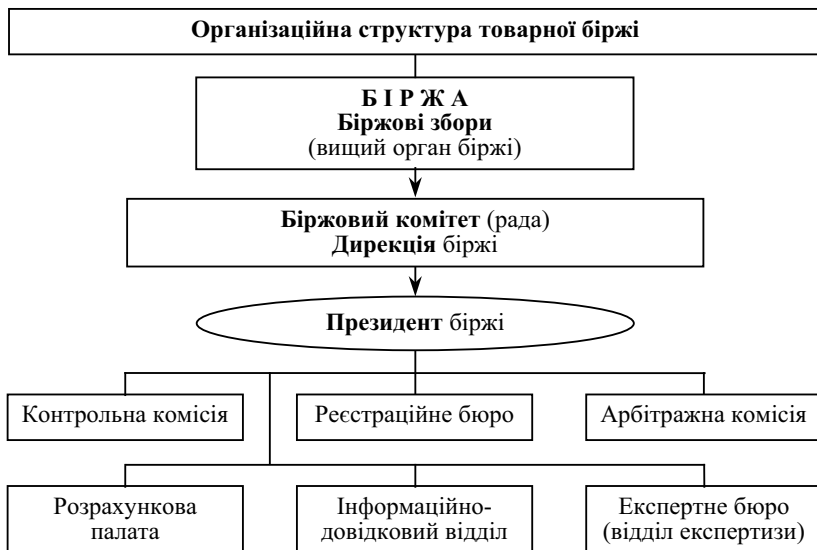 Організаційна структура товарної біржі
Б І Р Ж А
Біржові збори
(вищий орган біржі)
Біржовий комітет (рада)
Дирекція біржі
Президент біржі
Контрольна комісія
Реєстраційне бюро
Арбітражна комісія
Розрахункова
палата
Інформаційно-
довідковий відділ
Експертне бюро
(відділ експертизи)